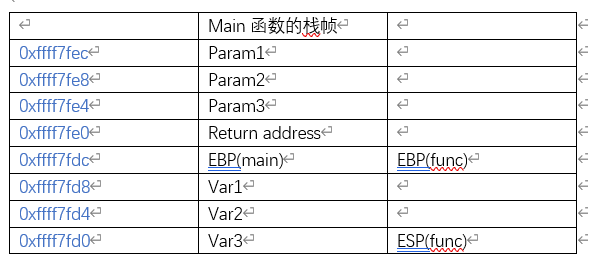 Main 函数的栈帧
0xffff7fec Param1
0xffff7fe8 Param2
0xffff7fe4 Param3
0xffff7fe0 Return address
0xffff7fdc EBP(main) EBP(func)
0xffff7fd8 Var1
0xffff7fd4 Var2
0xffff7fd0 Var3 ESP(func)